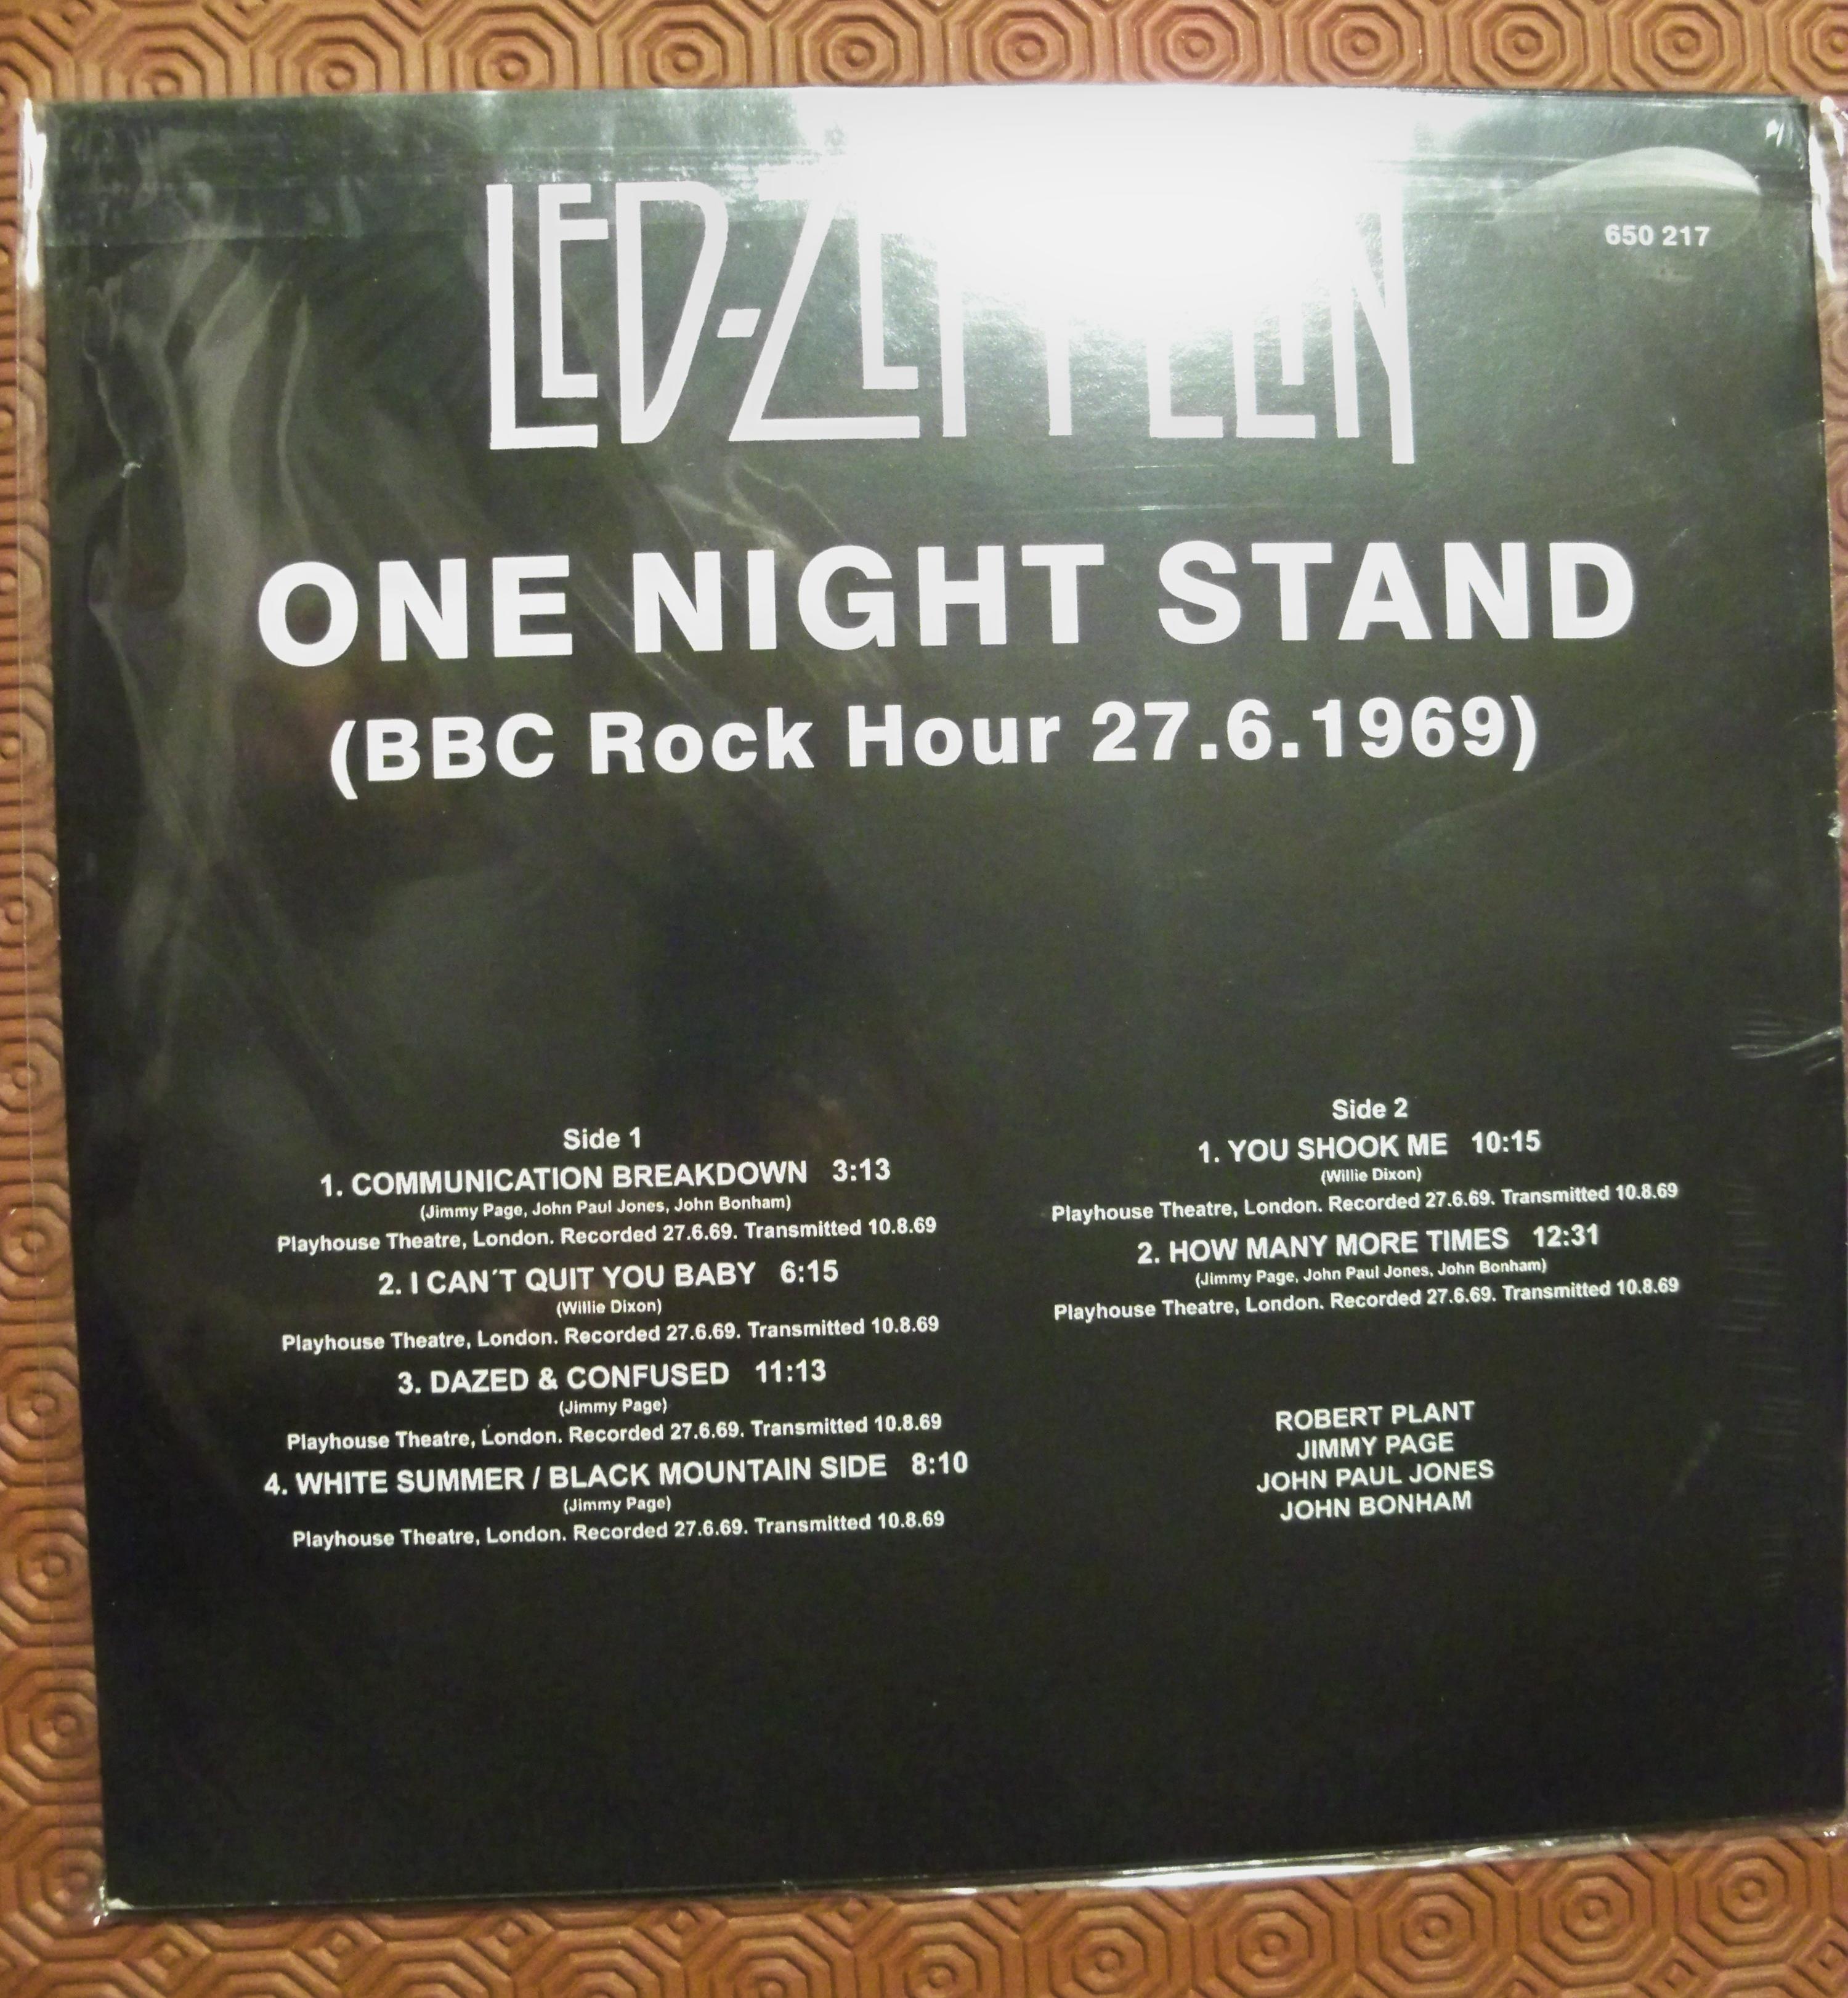 LED-ZEPPELIN
650 217
ONE NIGHT STAND
(BBC Rock Hour 27.6.1969)
Side 1
1. COMMUNICATION BREAKDOWN 3:13
(Jimmy Page, John Paul Jones, John Bonham)
Playhouse Theatre, London. Recorded 27.6.69. Transmitted 10.8.69
2. I CAN´T QUIT YOU BABY 6:15
(Willie Dixon)
Playhouse Theatre, London. Recorded 27.6.69. Transmitted 10.8.69
3. DAZED & CONFUSED 11:13
(Jimmy Page)
Playhouse Theatre, London. Recorded 27.6.69. Transmitted 10.8.69
4. WHITE SUMMER / BLACK MOUNTAIN SIDE 8:10
(Jimmy Page)
Playhouse Theatre, London. Recorded 27.6.69. Transmitted 10.8.69
Side 2
1. YOU SHOOK ME 10:15
(Willie Dixon)
Playhouse Theatre, London. Recorded 27.6.69. Transmitted 10.8.69
2. HOW MANY MORE TIMES 12:31
(Jimmy Page, John Paul Jones, John Bonham)
Playhouse Theatre, London. Recorded 27.6.69. Transmitted 10.8.69
ROBERT PLANT
JIMMY PAGE
JOHN PAUL JONES
JOHN BONHAM